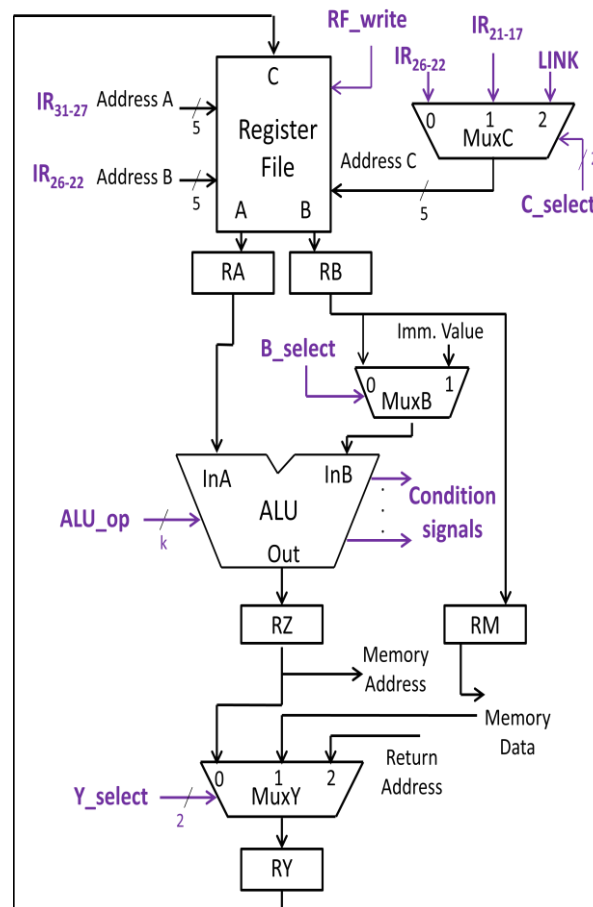 RF_write
IR21-17
IR26-22
LINK
C
IR31-27
Address A
5
Register
File
0
1
2
MuxC
IR26-22
Address B
5
Address C
5
C_select
A
B
RA
RB
Imm. Value
B_select
0
1
MuxB
InA
InB
Condition
signals
ALU_op
k
ALU
Out
RZ
RM
Memory
Address
Memory
Data
0
1
2
Return
Address
Y_select
2
MuxY
RY